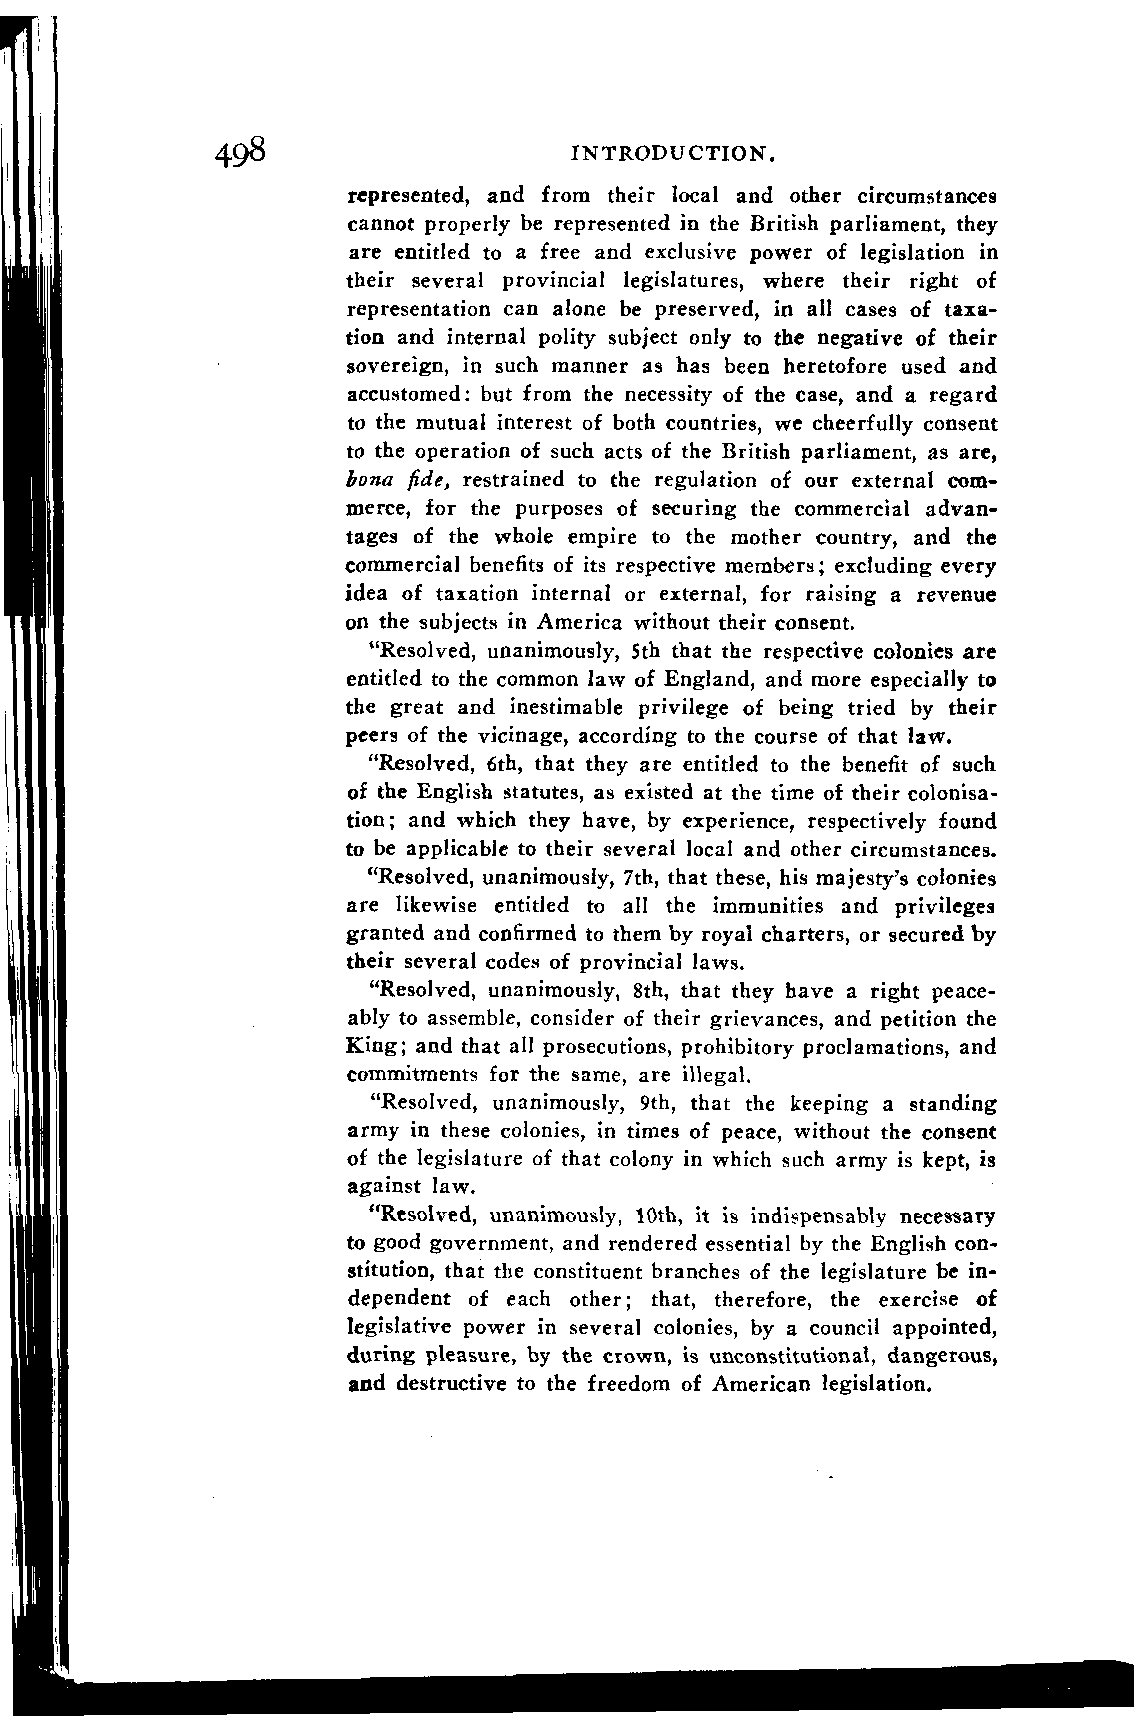 498 INTRODUCTION.
represented, and from their local and other circumstances
cannot properly be represented in the British parliament, they
are entitled to a free and exclusive power of legislation in
their several provincial legislatures, where their right of
representation can alone be preserved, in all cases of taxa-
tion and internal polity subject only to the negative of their
sovereign, in such manner as has been heretofore used and
accustomed: but from the necessity of the case, and a regard
to the mutual interest of both countries, we cheerfully consent
to the operation of such acts of the British parliament, as are,
bona fide, restrained to the regulation of our external com-
merce, for the purposes of securing the commercial advan-
tages of the whole empire to the mother country, and the
commercial benefits of its respective members; excluding every
idea of taxation internal or external, for raising a revenue
on the subjects in America without their consent.
"Resolved, unanimously, 5th that the respective colonies are
entitled to the common law of England, and more especially to
the great and inestimable privilege of being tried by their
peers of the vicinage, according to the course of that law.
"Resolved, 6th, that they are entitled to the benefit of such
of the English statutes, as existed at the time of their colonisa-
tion; and which they have, by experience, respectively found
to be applicable to their several local and other circumstances.
"Resolved, unanimously, 7th, that these, his majesty's colonies
are likewise entitled to all the immunities and privileges
granted and confirmed to them by royal charters, or secured by
their several codes of provincial laws.
"Resolved, unanimously, 8th, that they have a right peace-
ably to assemble, consider of their grievances, and petition the
King; and that all prosecutions, prohibitory proclamations, and
commitments for the same, are illegal.
"Resolved, unanimously, 9th, that the keeping a standing
army in these colonies, in times of peace, without the consent
of the legislature of that colony in which such army is kept, is
against law.
"Resolved, unanimously, 10th, it is indispensably necessary
to good government, and rendered essential by the English con-
stitution, that the constituent branches of the legislature be in-
dependent of each other; that, therefore, the exercise of
legislative power in several colonies, by a council appointed,
during pleasure, by the crown, is unconstitutional, dangerous,
and destructive to the freedom of American legislation.